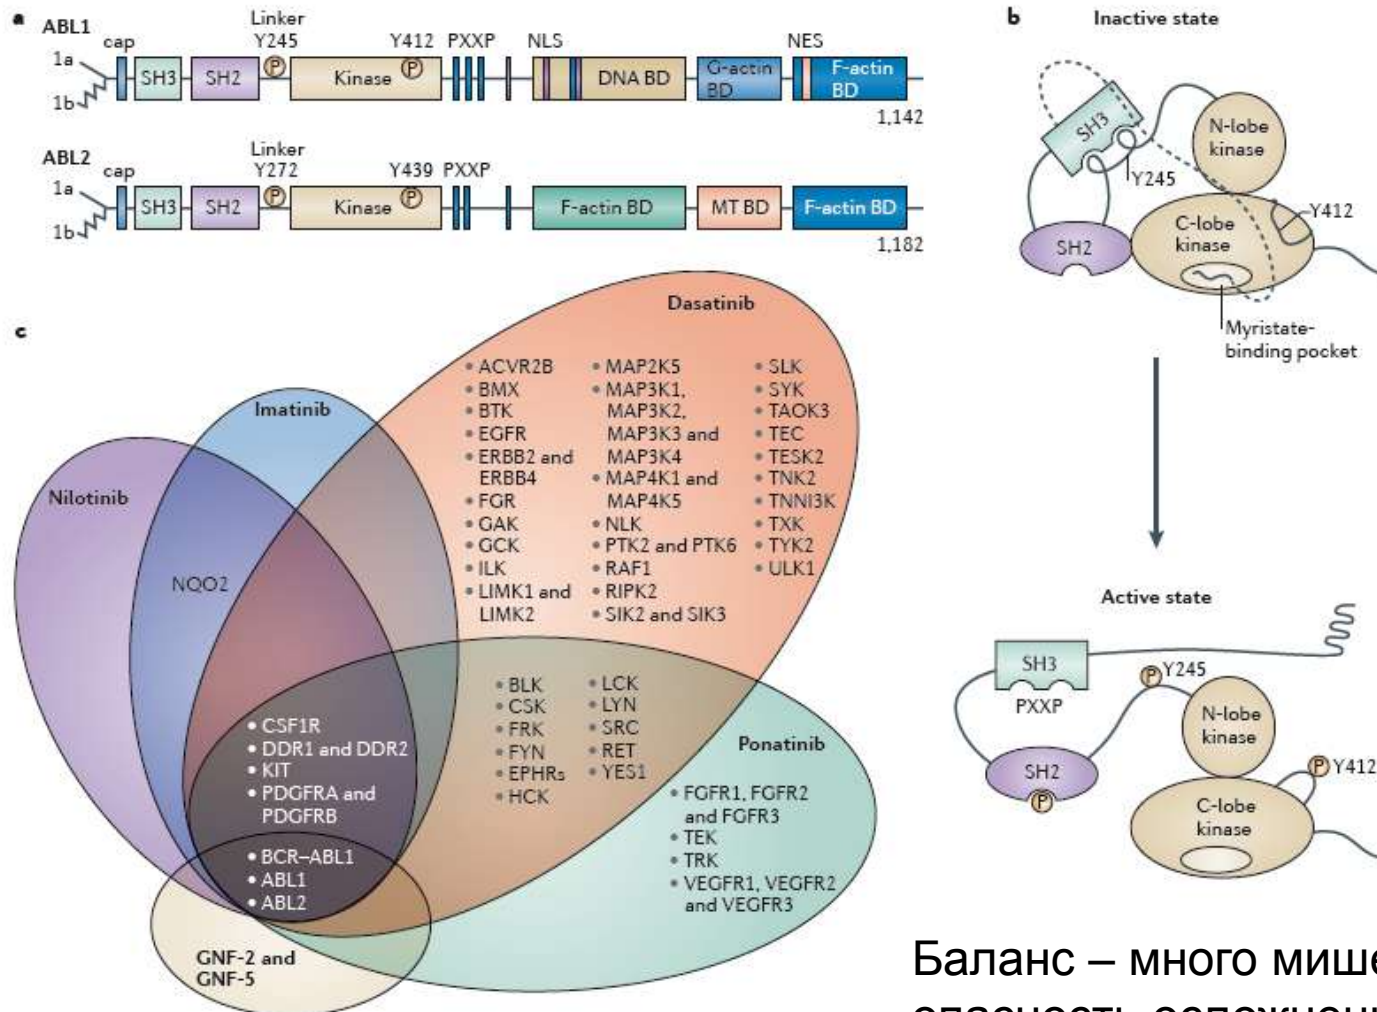 a
ABL1
1a
1b
cap
SH3
SH2
Linker
Y245
P
Kinase
Y412
P
PXXP
NLS
DNA BD
G-actin
BD
NES
F-actin
BD
1,142
ABL2
1a
1b
cap
SH3
SH2
Linker
Y272
P
Kinase
Y439
P
PXXP
F-actin BD
MT BD
F-actin BD
1,182
b
Inactive state
SH3
N-lobe
kinase
Y245
C-lobe
kinase
Y412
SH2
Myristate-
binding pocket
Active state
SH3
PXXP
P
Y245
N-lobe
kinase
SH2
P
P
Y412
C-lobe
kinase
c
Dasatinib
• ACVR2B
• BMX
• BTK
• EGFR
• ERBB2 and
ERBB4
• FGR
• GAK
• GCK
• ILK
• LIMK1 and
LIMK2
• MAP2K5
• MAP3K1,
MAP3K2,
MAP3K3 and
MAP3K4
• MAP4K1 and
MAP4K5
• NLK
• PTK2 and PTK6
• RAF1
• RIPK2
• SIK2 and SIK3
• SLK
• SYK
• TAOK3
• TEC
• TESK2
• TNK2
• TNNI3K
• TXK
• TYK2
• ULK1
Imatinib
Nilotinib
NQO2
• BLK
• CSK
• FRK
• FYN
• EPHRs
• HCK
• LCK
• LYN
• SRC
• RET
• YES1
Ponatinib
• FGFR1, FGFR2
and FGFR3
• TEK
• TRK
• VEGFR1, VEGFR2
and VEGFR3
• CSF1R
• DDR1 and DDR2
• KIT
• PDGFRA and
PDGFRB
• BCR–ABL1
• ABL1
• ABL2
GNF-2 and
GNF-5
Баланс – много